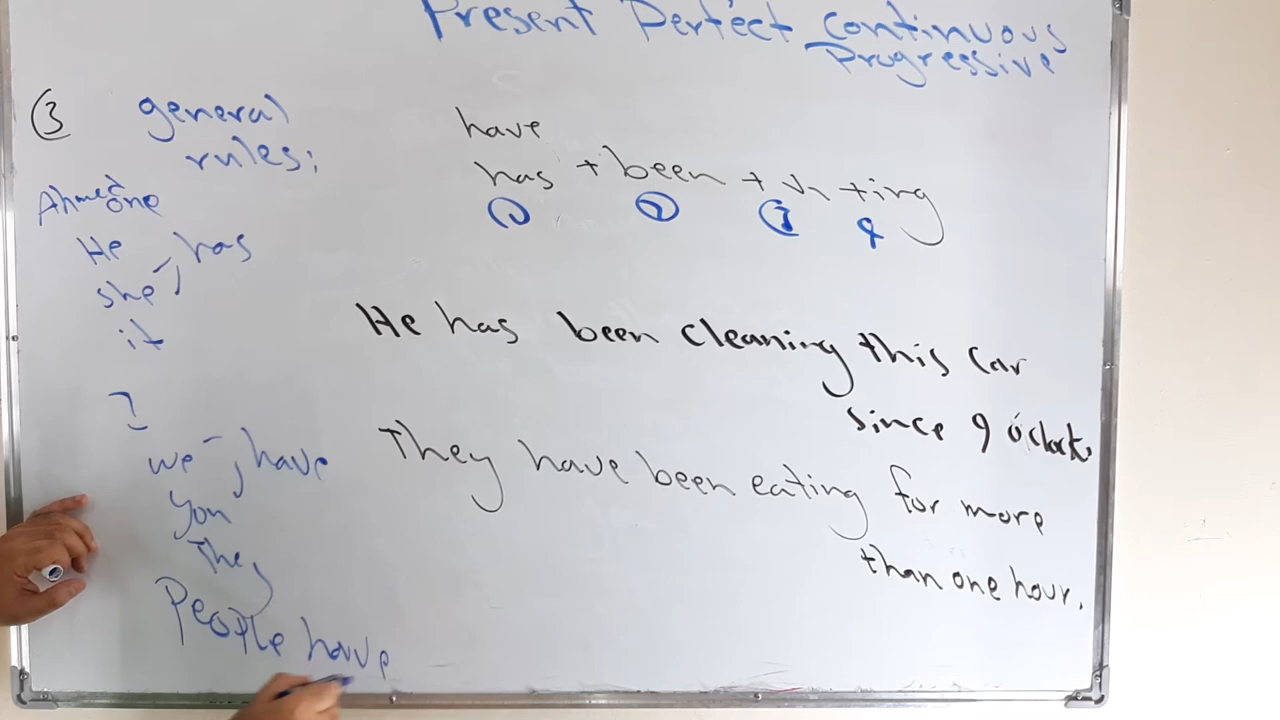 Present Perfect continuous
Progressive
③ general
rules:
have
has + been + v1 + ing
① ② ③ 4
Ahmed one
He
she , has
it
He has been cleaning this car
since 9 o'clock.
I
we , have
you
They
People have
They have been eating for more
than one hour.